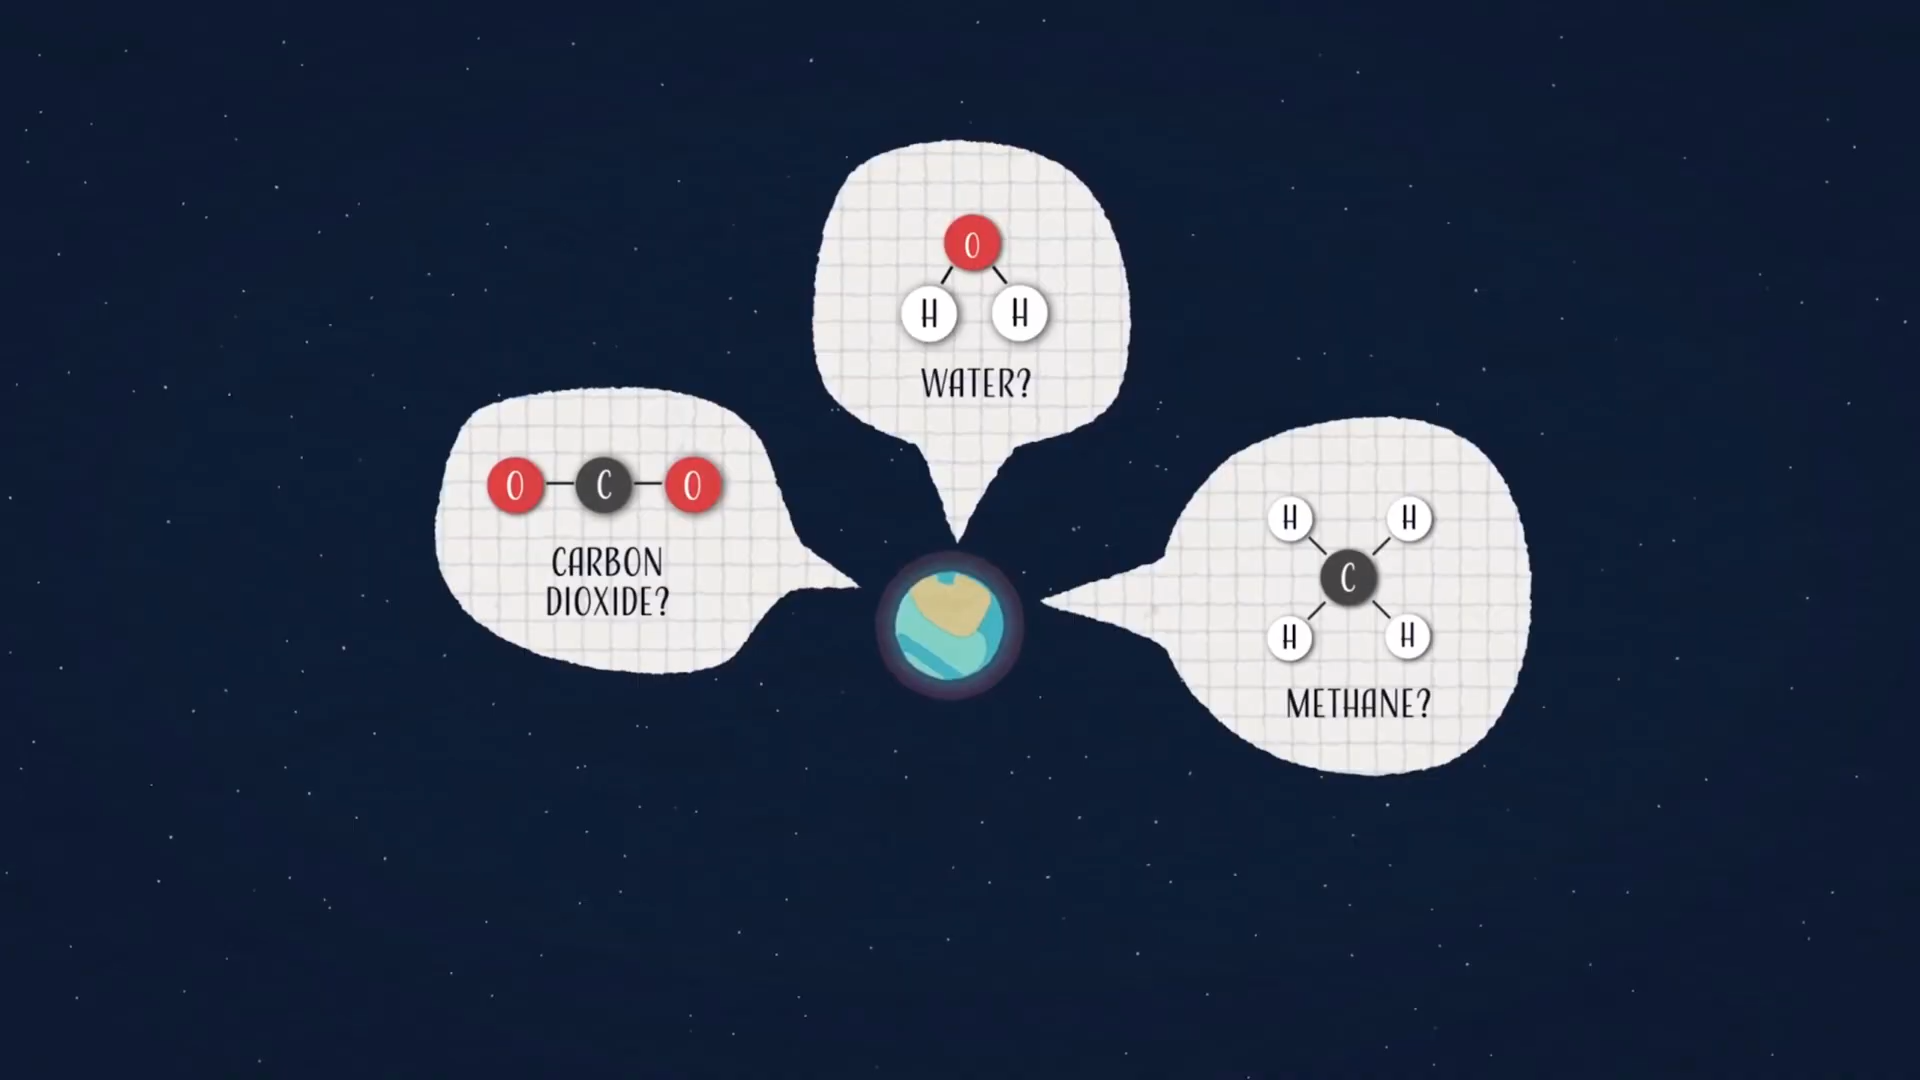 O
H H
WATER?
O C O
CARBON
DIOXIDE?
H H
C
H H
METHANE?